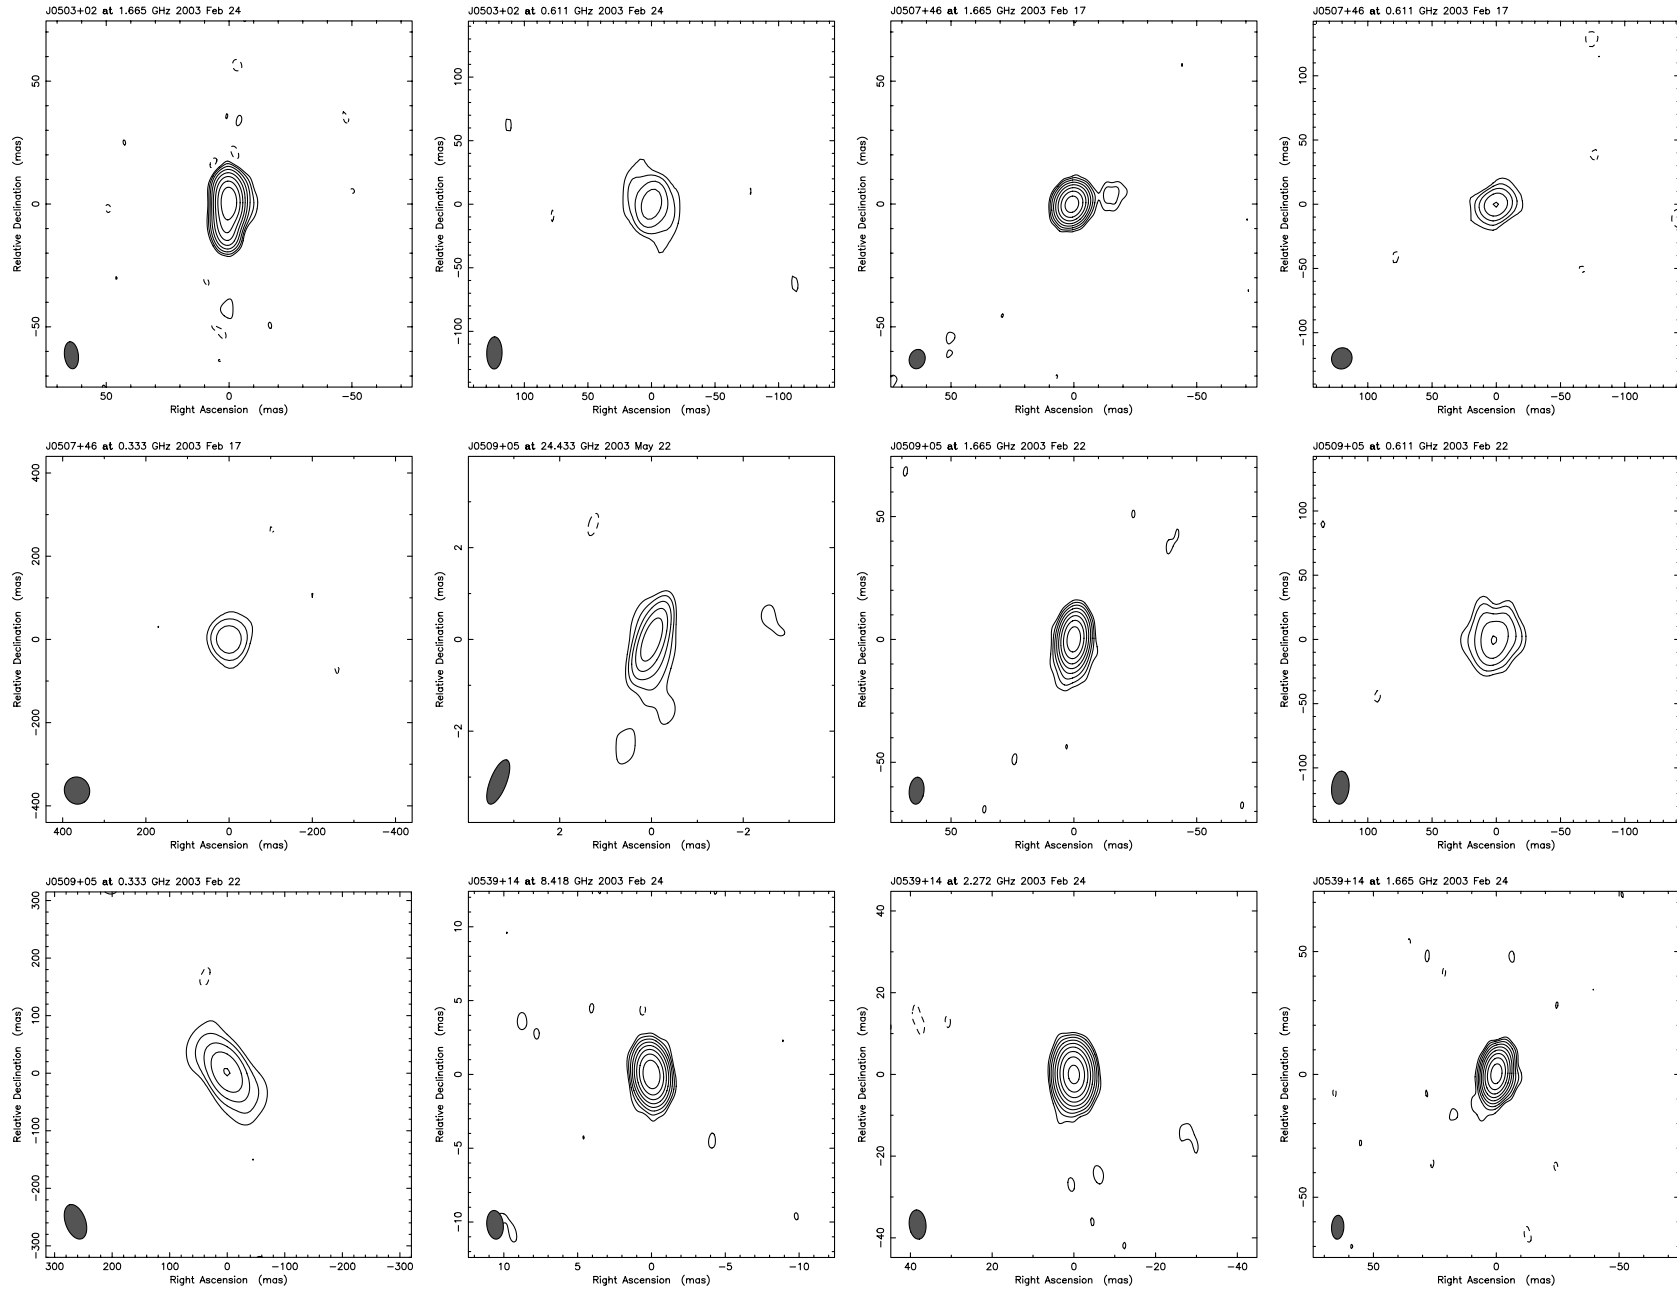 J0503+02 at 1.665 GHz 2003 Feb 24
Relative Declination (mas)
50
0
−50
50
0
−50
Right Ascension (mas)
J0503+02 at 0.611 GHz 2003 Feb 24
Relative Declination (mas)
100
50
0
−50
−100
100
50
0
−50
−100
Right Ascension (mas)
J0507+46 at 1.665 GHz 2003 Feb 17
Relative Declination (mas)
50
0
−50
50
0
−50
Right Ascension (mas)
J0507+46 at 0.611 GHz 2003 Feb 17
Relative Declination (mas)
100
50
0
−50
−100
100
50
0
−50
−100
Right Ascension (mas)
J0507+46 at 0.333 GHz 2003 Feb 17
Relative Declination (mas)
400
200
0
−200
−400
400
200
0
−200
−400
Right Ascension (mas)
J0509+05 at 24.433 GHz 2003 May 22
Relative Declination (mas)
2
0
−2
2
0
−2
Right Ascension (mas)
J0509+05 at 1.665 GHz 2003 Feb 22
Relative Declination (mas)
50
0
−50
50
0
−50
Right Ascension (mas)
J0509+05 at 0.611 GHz 2003 Feb 22
Relative Declination (mas)
100
50
0
−50
−100
100
50
0
−50
−100
Right Ascension (mas)
J0509+05 at 0.333 GHz 2003 Feb 22
Relative Declination (mas)
300
200
100
0
−100
−200
−300
300
200
100
0
−100
−200
−300
Right Ascension (mas)
J0539+14 at 8.418 GHz 2003 Feb 24
Relative Declination (mas)
10
5
0
−5
−10
10
5
0
−5
−10
Right Ascension (mas)
J0539+14 at 2.272 GHz 2003 Feb 24
Relative Declination (mas)
40
20
0
−20
−40
40
20
0
−20
−40
Right Ascension (mas)
J0539+14 at 1.665 GHz 2003 Feb 24
Relative Declination (mas)
50
0
−50
50
0
−50
Right Ascension (mas)